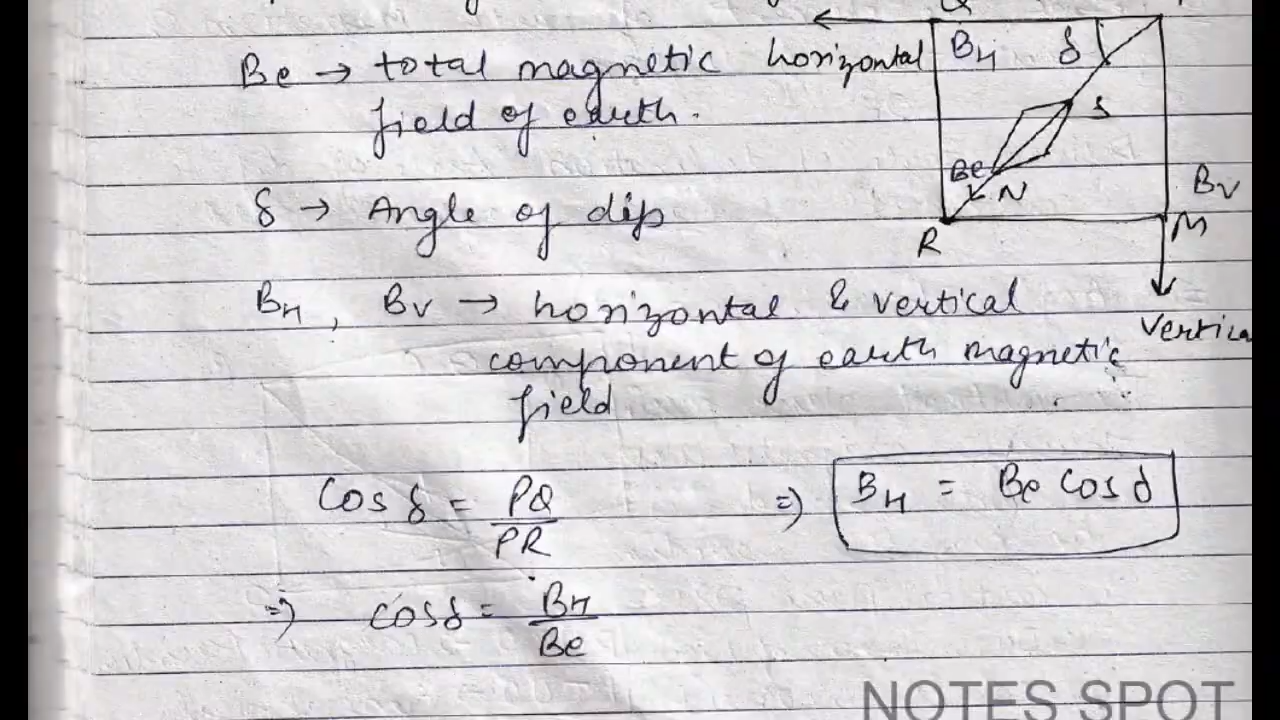 Be → total magnetic
field of earth.
horizontal
BH
δ
S
Be
N
BV
R
M
Vertica
δ → Angle of dip
BH, BV → horizontal & vertical
component of earth magnetic
field
Cos δ = PQ/PR ⇒ BH = Be Cos δ
⇒ cos δ = BH/Be
NOTES SPOT